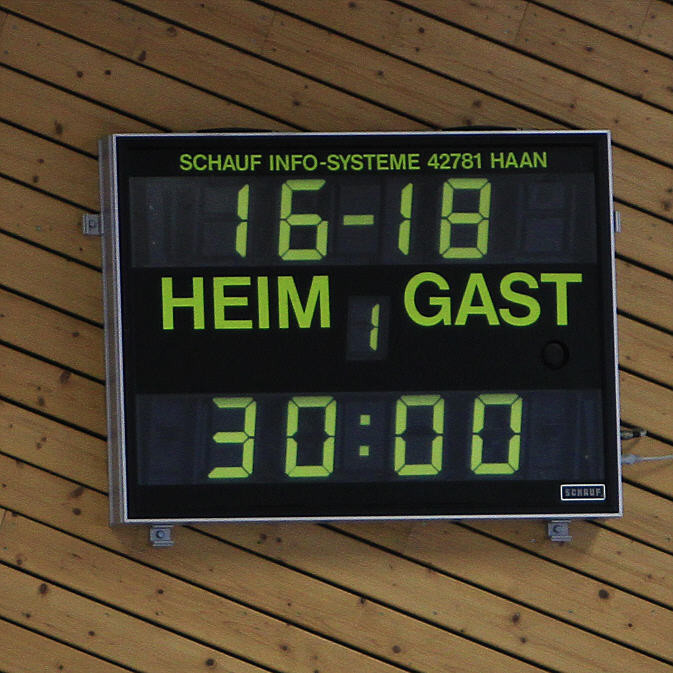 SCHAUF INFO-SYSTEME 42781 HAAN
16-18
HEIM GAST
1
30:00
SCHAUF